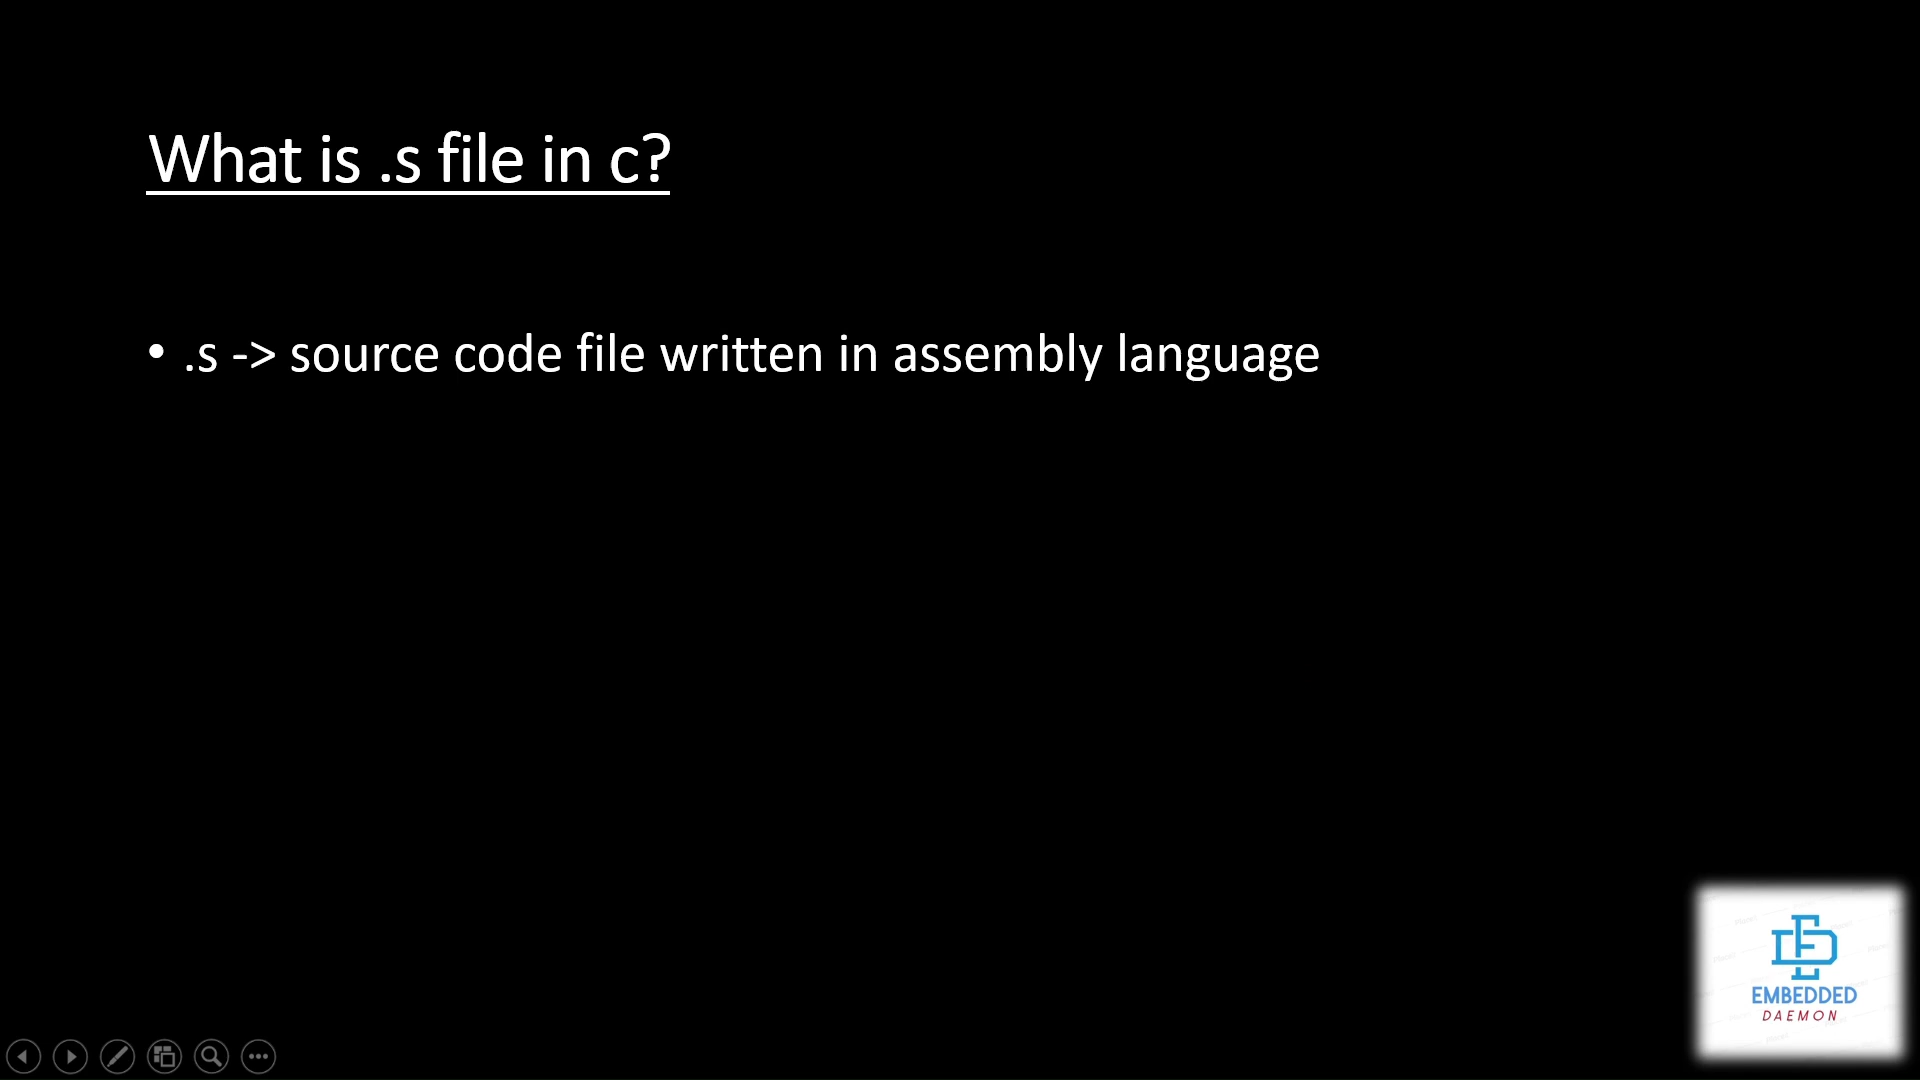 What is .s file in c?
• .s -> source code file written in assembly language
EMBEDDED
DAEMON